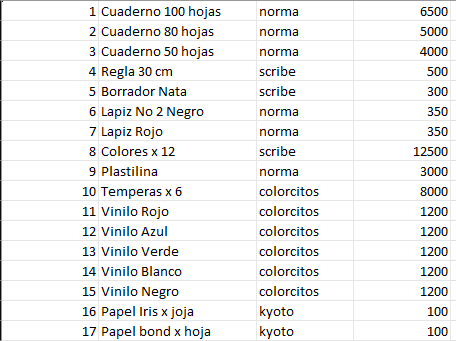 1 Cuaderno 100 hojas norma 6500
2 Cuaderno 80 hojas norma 5000
3 Cuaderno 50 hojas norma 4000
4 Regla 30 cm scribe 500
5 Borrador Nata scribe 300
6 Lapiz No 2 Negro norma 350
7 Lapiz Rojo norma 350
8 Colores x 12 scribe 12500
9 Plastilina norma 3000
10 Temperas x 6 colorcitos 8000
11 Vinilo Rojo colorcitos 1200
12 Vinilo Azul colorcitos 1200
13 Vinilo Verde colorcitos 1200
14 Vinilo Blanco colorcitos 1200
15 Vinilo Negro colorcitos 1200
16 Papel Iris x joja kyoto 100
17 Papel bond x hoja kyoto 100